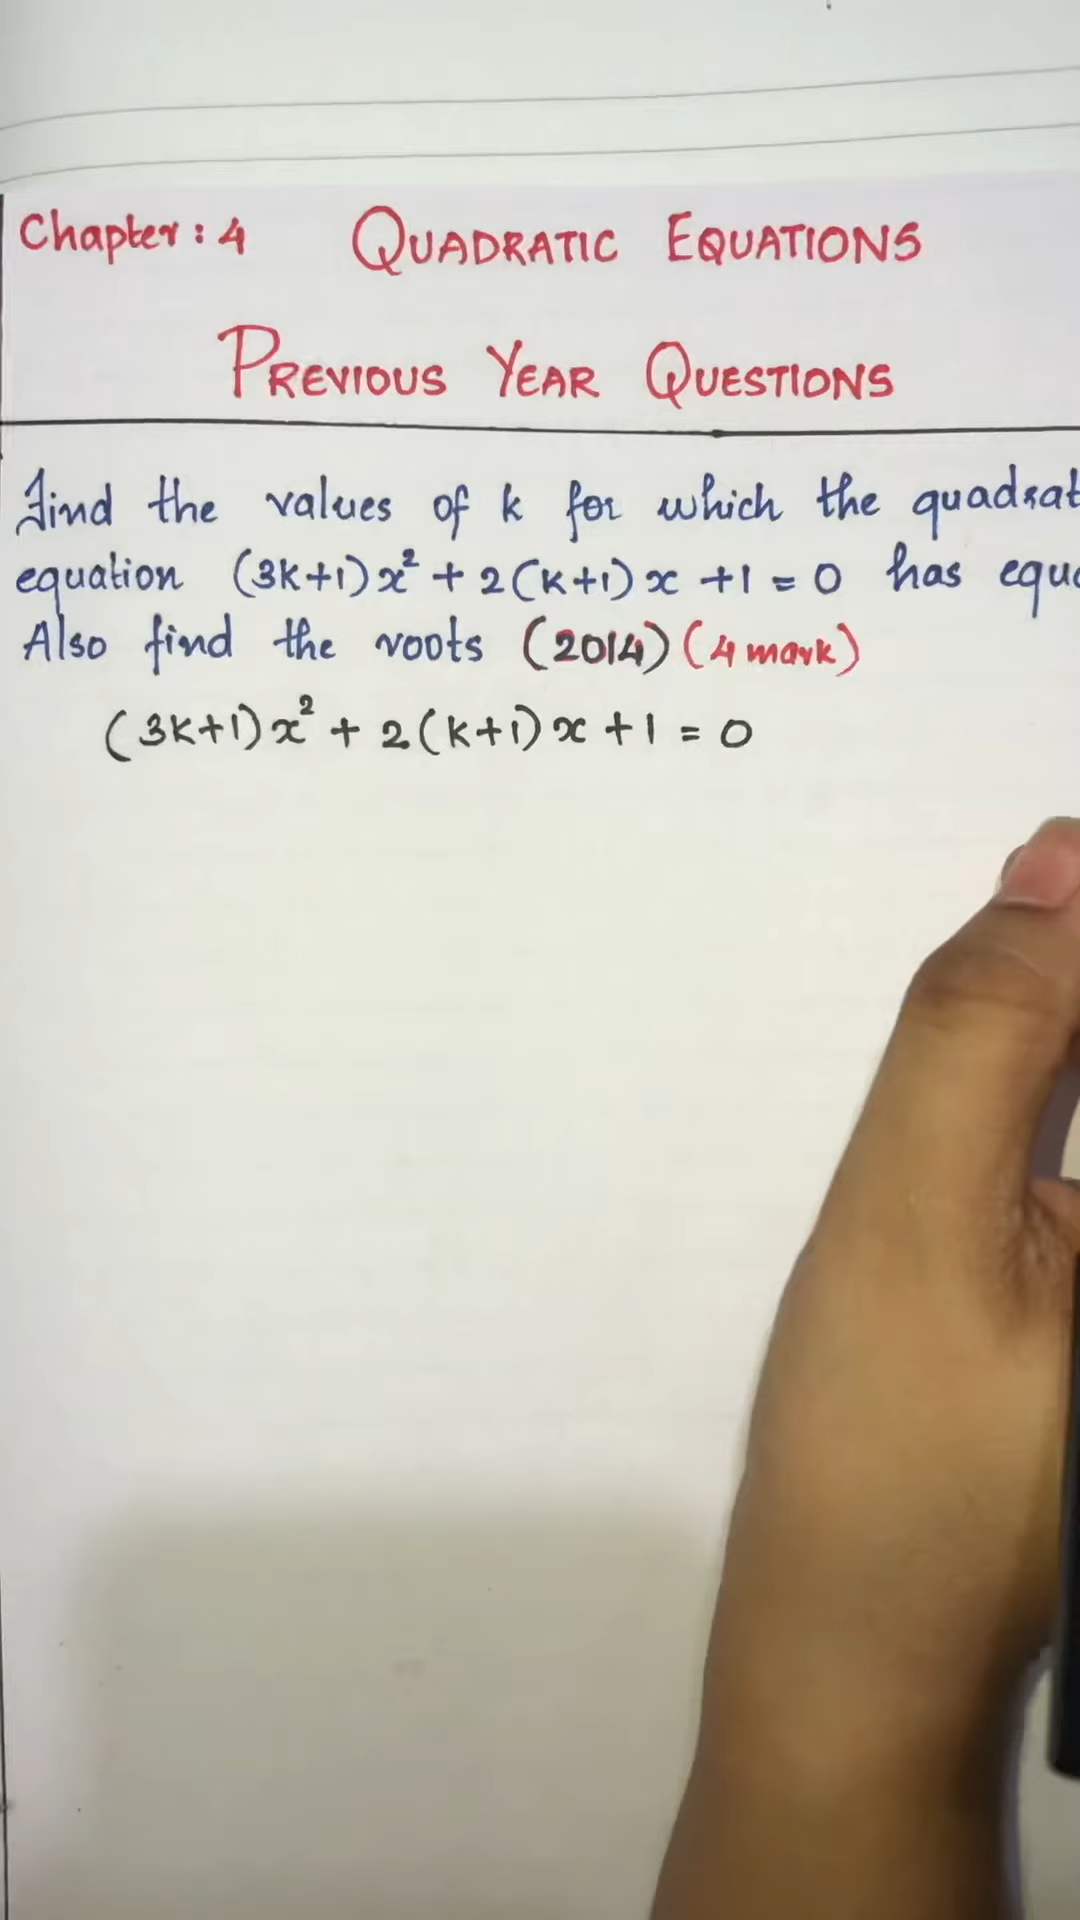 Chapter : 4 QUADRATIC EQUATIONS
PREVIOUS YEAR QUESTIONS
Find the values of k for which the quadrat
equation (3k+1)x² + 2(k+1)x +1 = 0 has equ
Also find the roots (2014) (4 mark)
(3k+1)x² + 2(k+1)x +1 = 0